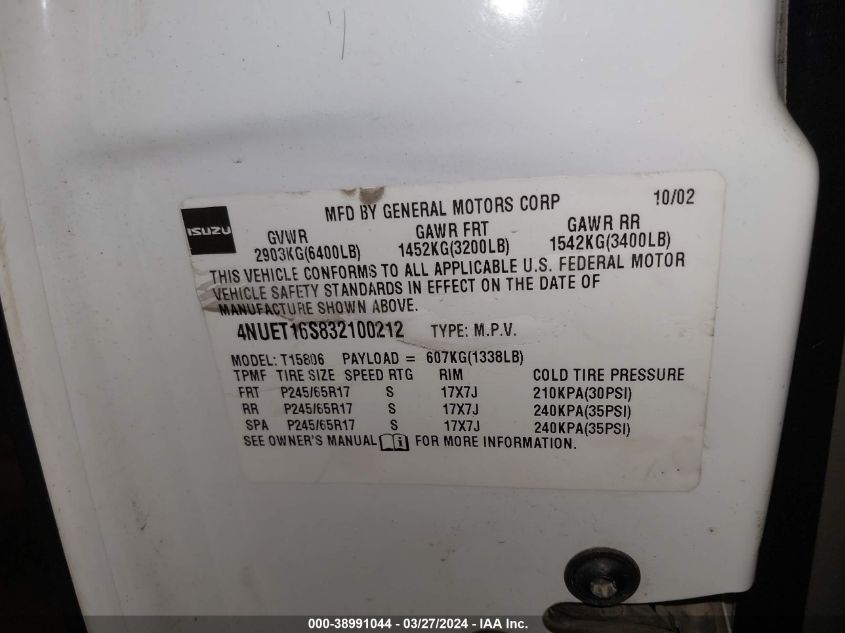 MFD BY GENERAL MOTORS CORP 10/02
ISUZU
GVWR GAWR FRT GAWR RR
2903KG(6400LB) 1452KG(3200LB) 1542KG(3400LB)
THIS VEHICLE CONFORMS TO ALL APPLICABLE U.S. FEDERAL MOTOR
VEHICLE SAFETY STANDARDS IN EFFECT ON THE DATE OF
MANUFACTURE SHOWN ABOVE.
4NUET16S832100212 TYPE: M.P.V.
MODEL: T15806 PAYLOAD = 607KG(1338LB)
TPMF TIRE SIZE SPEED RTG RIM COLD TIRE PRESSURE
FRT P245/65R17 S 17X7J 210KPA(30PSI)
RR P245/65R17 S 17X7J 240KPA(35PSI)
SPA P245/65R17 S 17X7J 240KPA(35PSI)
SEE OWNER'S MANUAL FOR MORE INFORMATION.
000-38991044 - 03/27/2024 - IAA Inc.